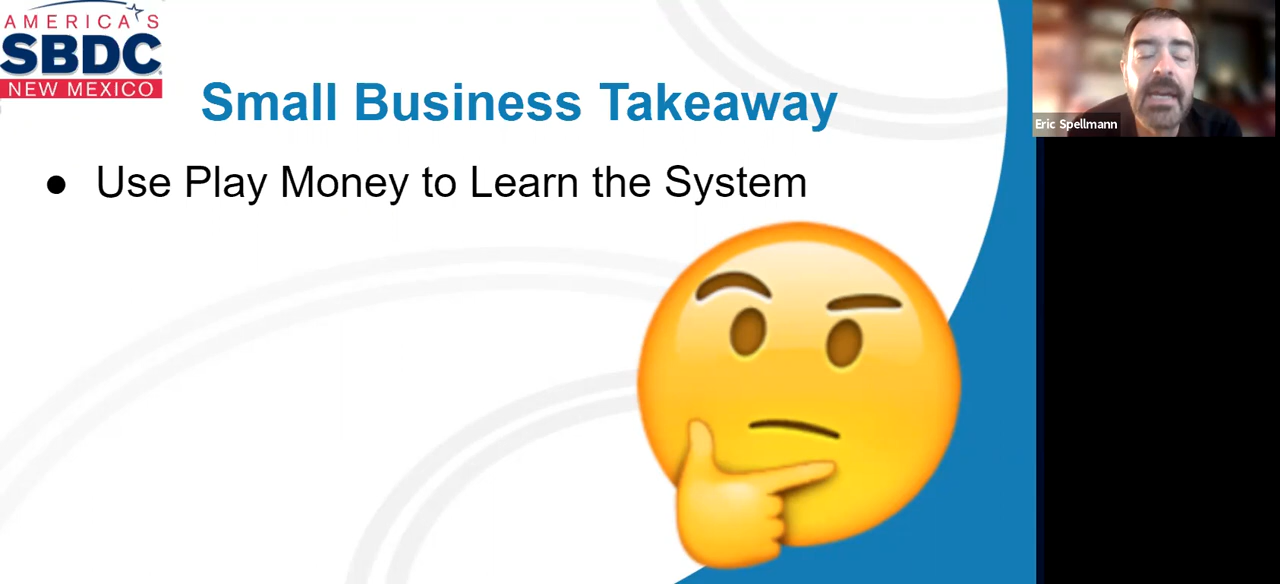 AMERICA'S
SBDC
NEW MEXICO
Small Business Takeaway
● Use Play Money to Learn the System
Eric Spellmann